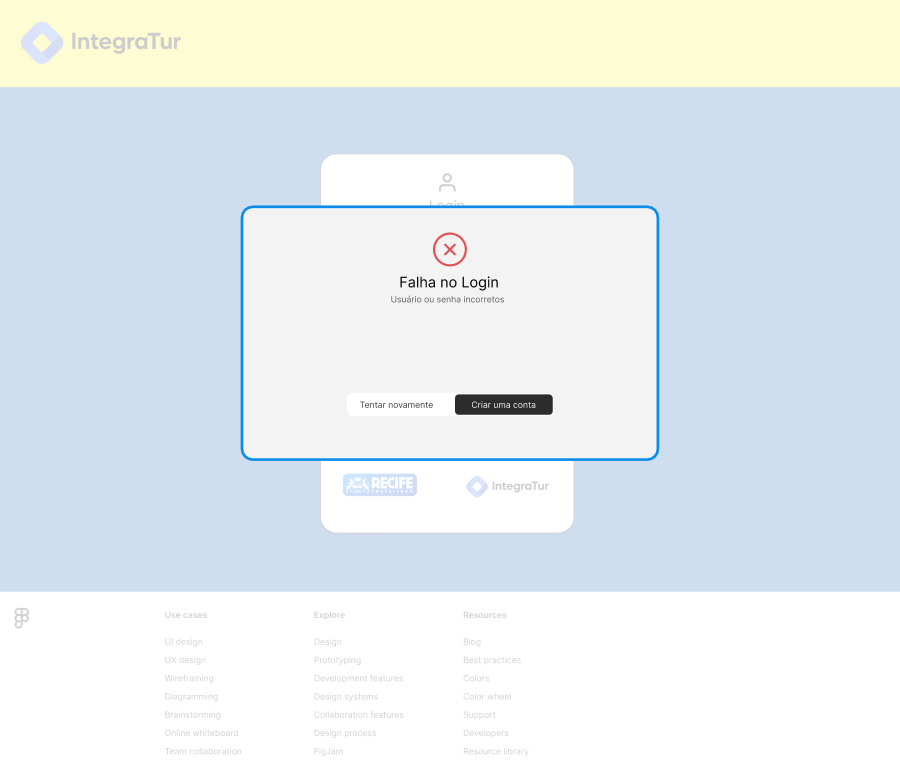 IntegraTur
Login
Falha no Login
Usuário ou senha incorretos
Tentar novamente
Criar uma conta
RECIFE
PREFEITURA
IntegraTur
Use cases
UI design
UX design
Wireframing
Diagramming
Brainstorming
Online whiteboard
Team collaboration
Explore
Design
Prototyping
Development features
Design systems
Collaboration features
Design process
FigJam
Resources
Blog
Best practices
Colors
Color wheel
Support
Developers
Resource library